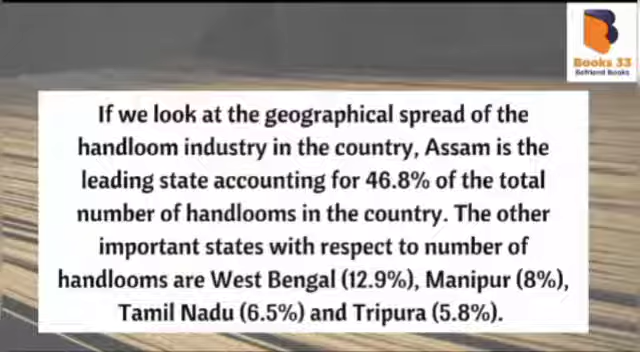 Books 33
Befriend Books
If we look at the geographical spread of the
handloom industry in the country, Assam is the
leading state accounting for 46.8% of the total
number of handlooms in the country. The other
important states with respect to number of
handlooms are West Bengal (12.9%), Manipur (8%),
Tamil Nadu (6.5%) and Tripura (5.8%).